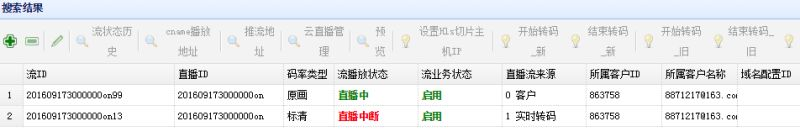 搜索结果
流状态历史 cname播放地址 推流地址 云直播管理 预览 设置Hls切片主机IP 开始转码_新 结束转码_新 开始转码_旧 结束转码_旧
流ID 直播ID 码率类型 流播放状态 流业务状态 直播流来源 所属客户ID 所属客户名称 域名配置ID
1 201609173000000on99 201609173000000on 原画 直播中 启用 0 客户 863758 8871217@163.com
2 201609173000000on13 201609173000000on 标清 直播中断 启用 1 实时转码 863758 8871217@163.com